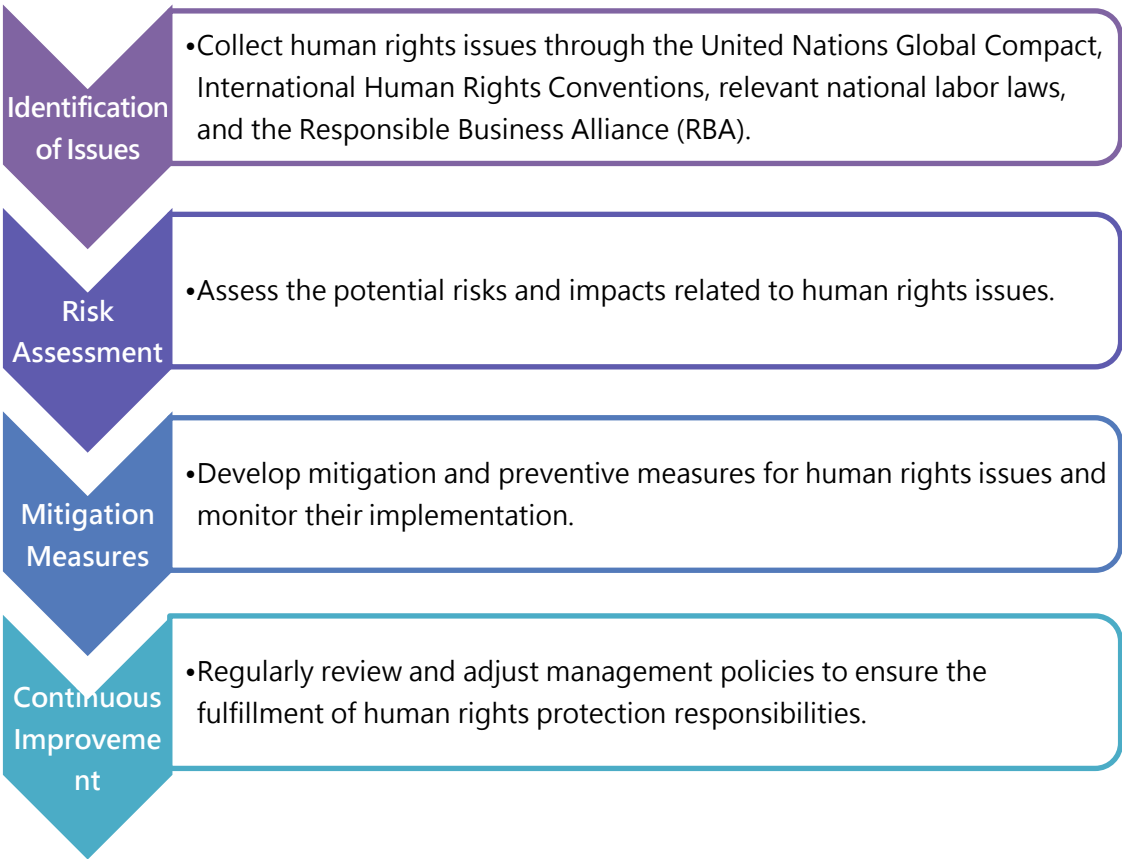 Identification
of Issues
•Collect human rights issues through the United Nations Global Compact,
International Human Rights Conventions, relevant national labor laws,
and the Responsible Business Alliance (RBA).
Risk
Assessment
•Assess the potential risks and impacts related to human rights issues.
Mitigation
Measures
•Develop mitigation and preventive measures for human rights issues and
monitor their implementation.
Continuous
Improveme
nt
•Regularly review and adjust management policies to ensure the
fulfillment of human rights protection responsibilities.